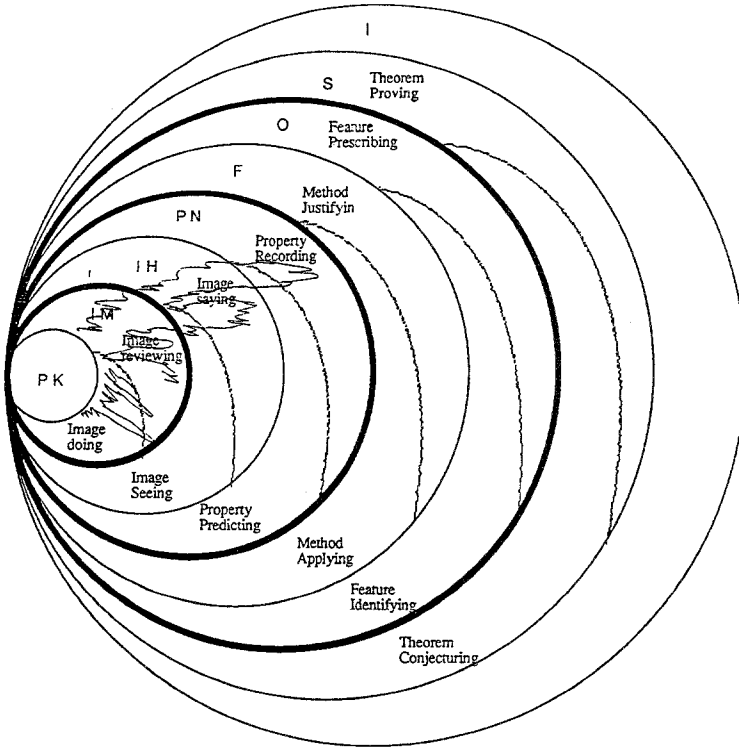 I
S
Theorem
Proving
O
Feature
Prescribing
F
Method
Justifyin
PN
Property
Recording
IH
Image
saying
IM
Image
reviewing
PK
Image
doing
Image
Seeing
Property
Predicting
Method
Applying
Feature
Identifying
Theorem
Conjecturing